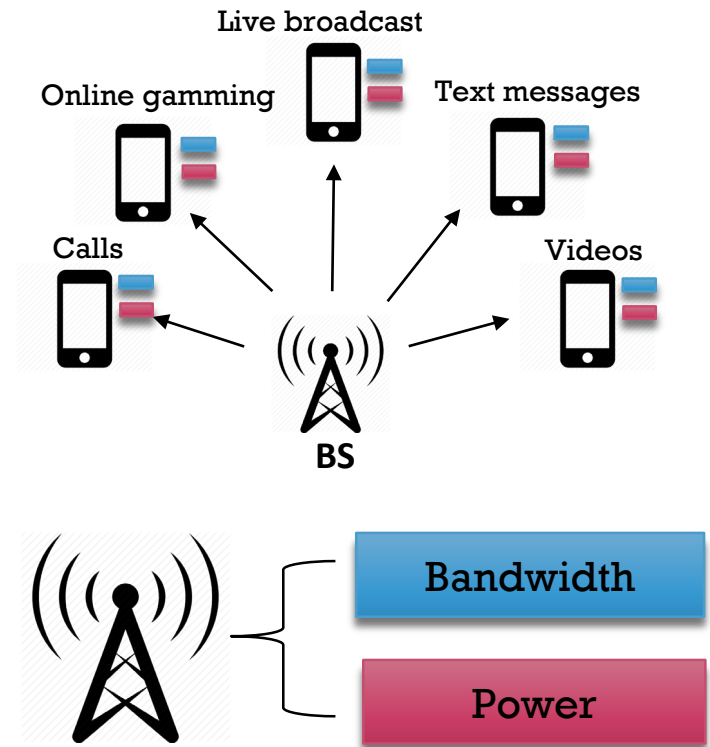 Live broadcast
Online gamming
Text messages
Calls
Videos
BS
Bandwidth
Power